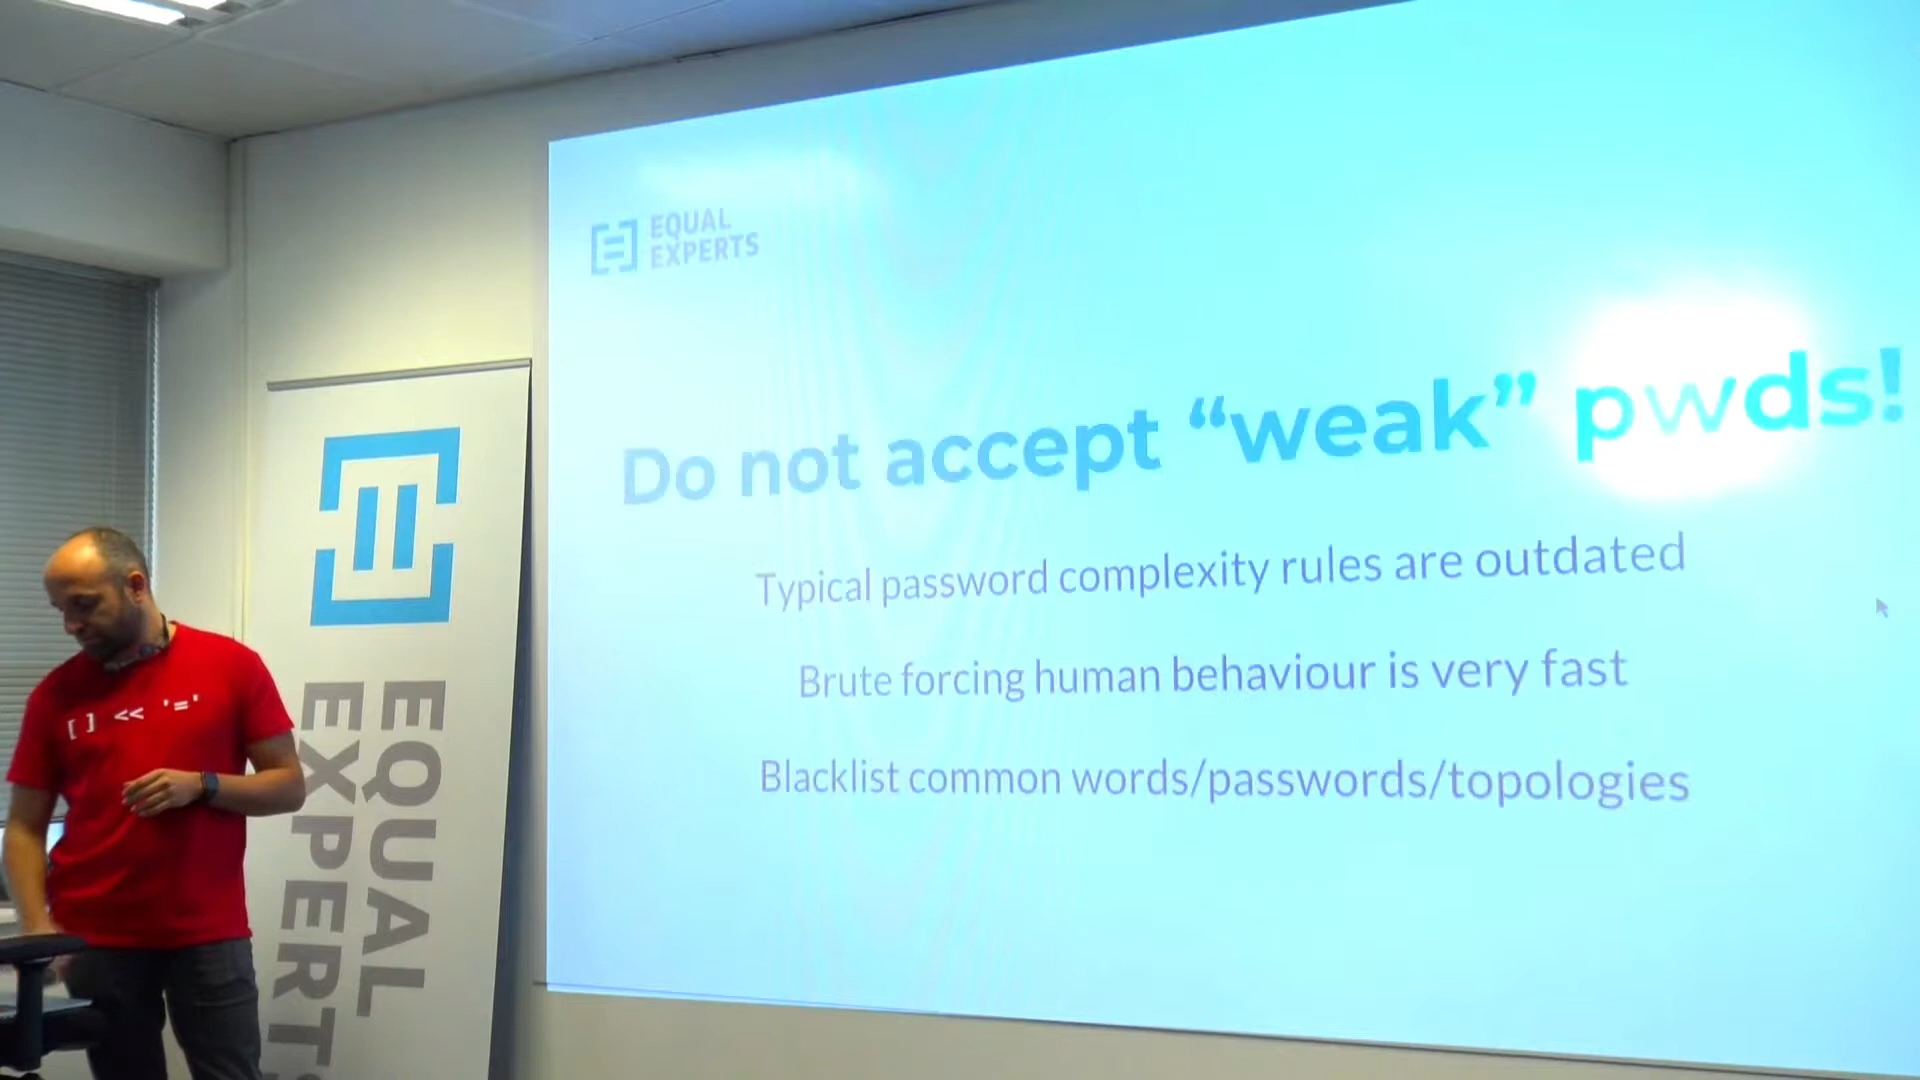 EQUAL
EXPERTS
Do not accept “weak” pwds!
Typical password complexity rules are outdated
Brute forcing human behaviour is very fast
Blacklist common words/passwords/topologies
EQUAL
EXPERTS
[ ] << '='